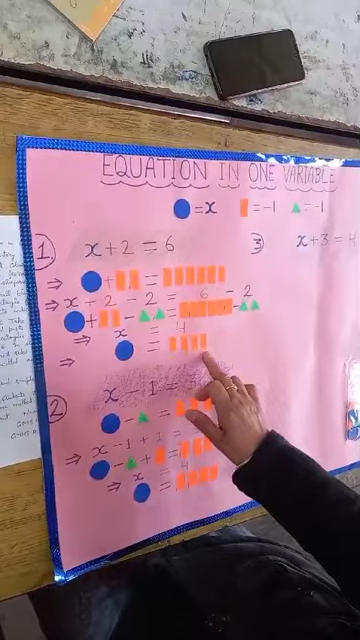 EQUATION IN ONE VARIABLE
= x = -1 = -1
1 x + 2 = 6
⇒ + =
⇒ x - 2 - 2 = 6 - 2
+ - = -
⇒ x = 4
⇒ =
2 x - 1 =
- =
⇒ x - 1 + 1 =
- + =
⇒ x = 4
=
3 x + 3 = 4